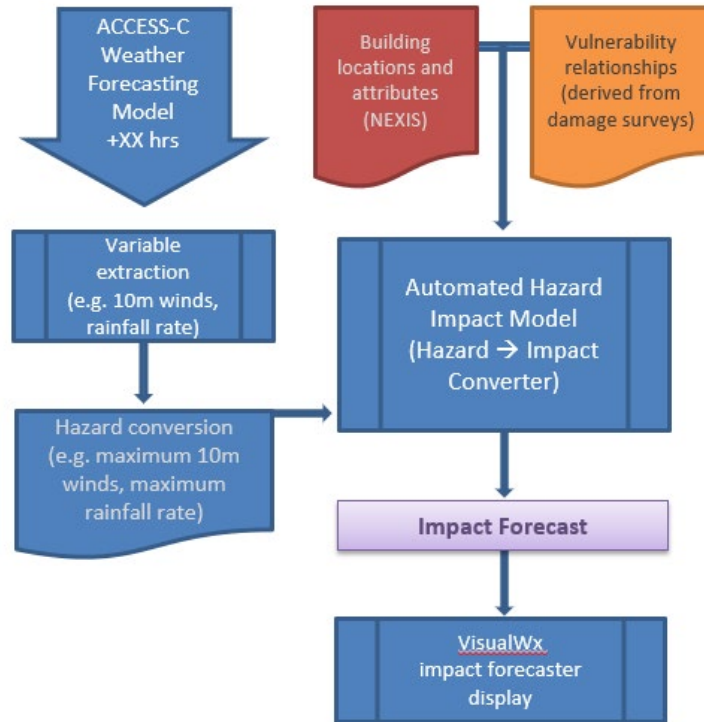 ACCESS-C
Weather
Forecasting
Model
+XX hrs
Building
locations and
attributes
(NEXIS)
Vulnerability
relationships
(derived from
damage surveys)
Variable
extraction
(e.g. 10m winds,
rainfall rate)
Automated Hazard
Impact Model
(Hazard → Impact
Converter)
Hazard conversion
(e.g. maximum 10m
winds, maximum
rainfall rate)
Impact Forecast
VisualWx
impact forecaster
display